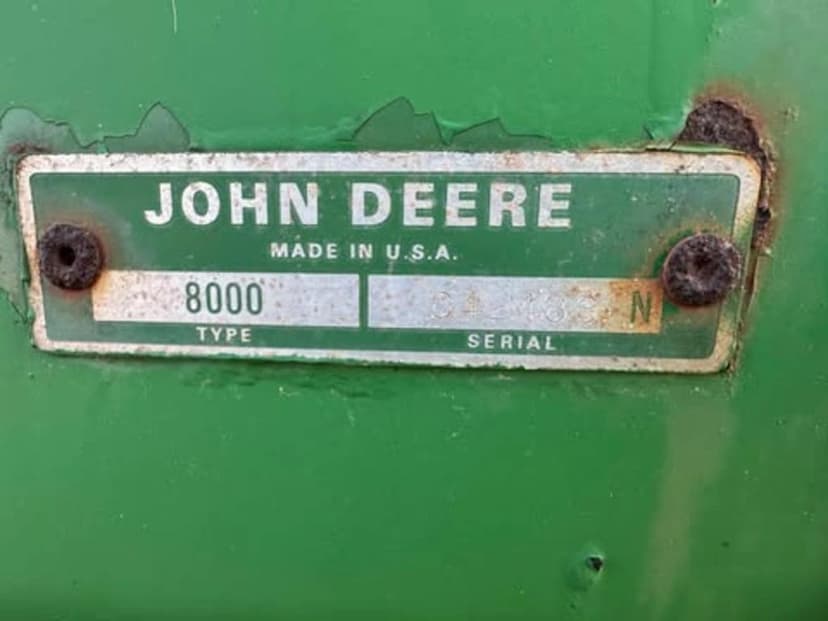 JOHN DEERE
MADE IN U.S.A.
8000 N
TYPE SERIAL